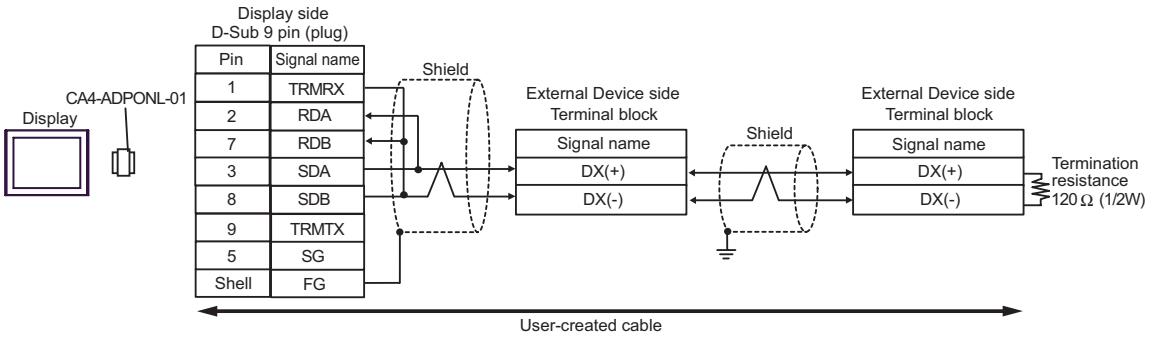 Display side
D-Sub 9 pin (plug)
Pin Signal name
1 TRMRX
2 RDA
7 RDB
3 SDA
8 SDB
9 TRMTX
5 SG
Shell FG
Display
CA4-ADPONL-01
Shield
External Device side
Terminal block
Signal name
DX(+)
DX(-)
Shield
External Device side
Terminal block
Signal name
DX(+)
DX(-)
Termination
resistance
120 Ω (1/2W)
User-created cable